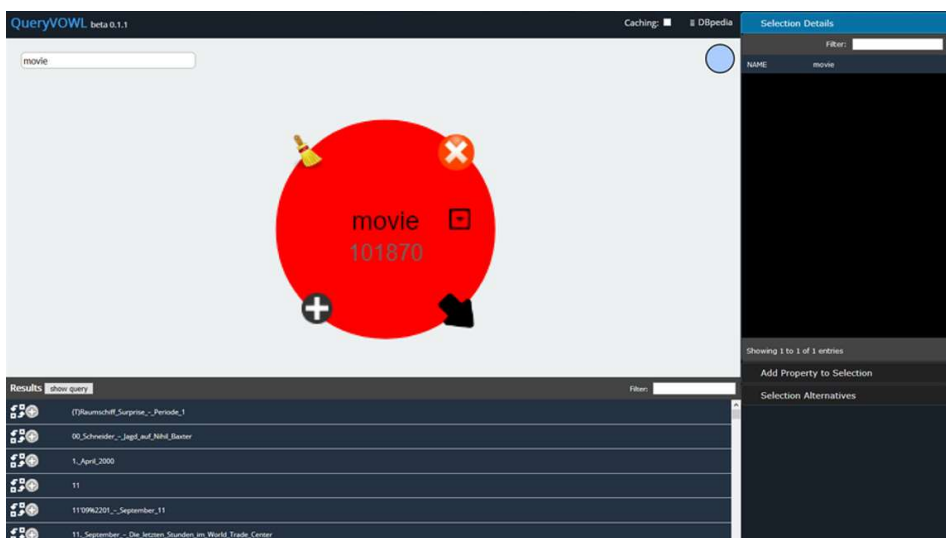 QueryVOWL beta 0.1.1
Caching:
DBpedia
Selection Details
movie
Filter:
NAME movie
movie
101870
Showing 1 to 1 of 1 entries
Add Property to Selection
Selection Alternatives
Results show query
Filter:
(T)Raumschiff_Surprise_-_Periode_1
00_Schneider_-_Jagd_auf_Nihil_Baxter
1._April_2000
11
11'09%2201_-_September_11
11._September_-_Die_letzten_Stunden_im_World_Trade_Center